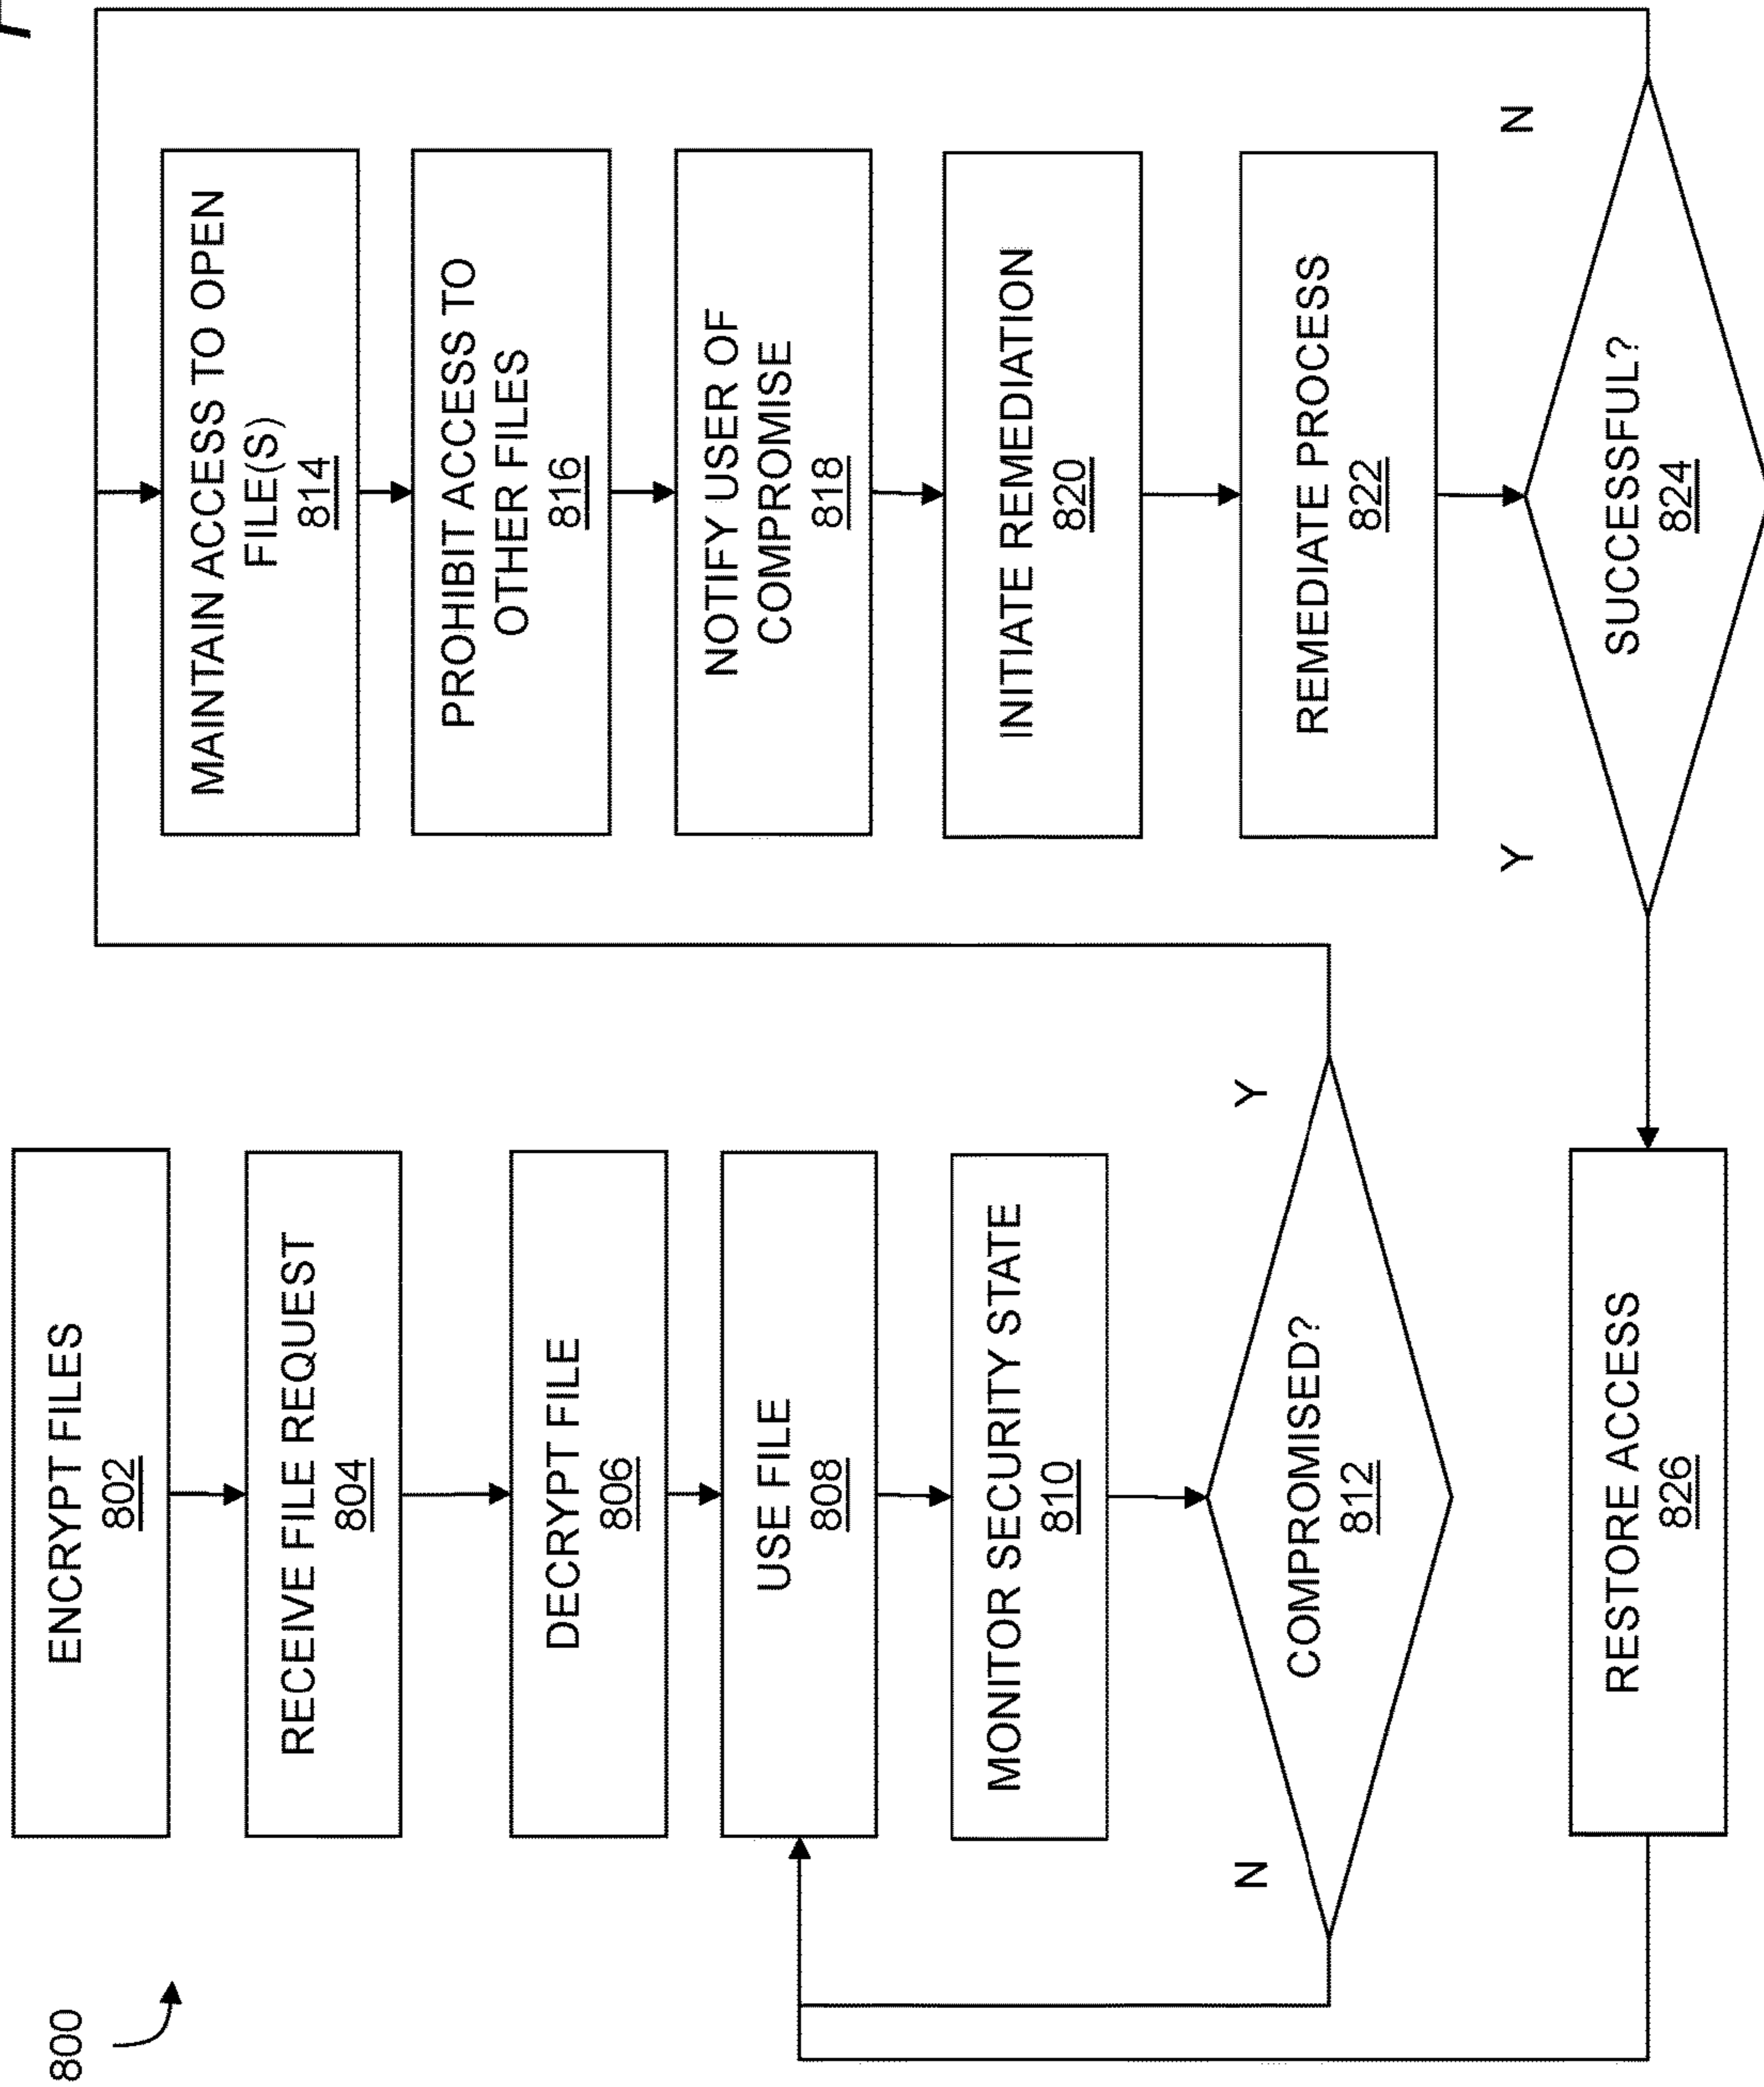 800
ENCRYPT FILES
802
RECEIVE FILE REQUEST
804
DECRYPT FILE
806
USE FILE
808
MONITOR SECURITY STATE
810
COMPROMISED?
812
N
Y
MAINTAIN ACCESS TO OPEN
FILE(S)
814
PROHIBIT ACCESS TO
OTHER FILES
816
NOTIFY USER OF
COMPROMISE
818
INITIATE REMEDIATION
820
REMEDIATE PROCESS
822
SUCCESSFUL?
824
Y
N
RESTORE ACCESS
826